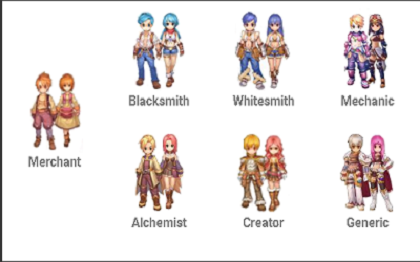 Blacksmith
Whitesmith
Mechanic
Merchant
Alchemist
Creator
Generic